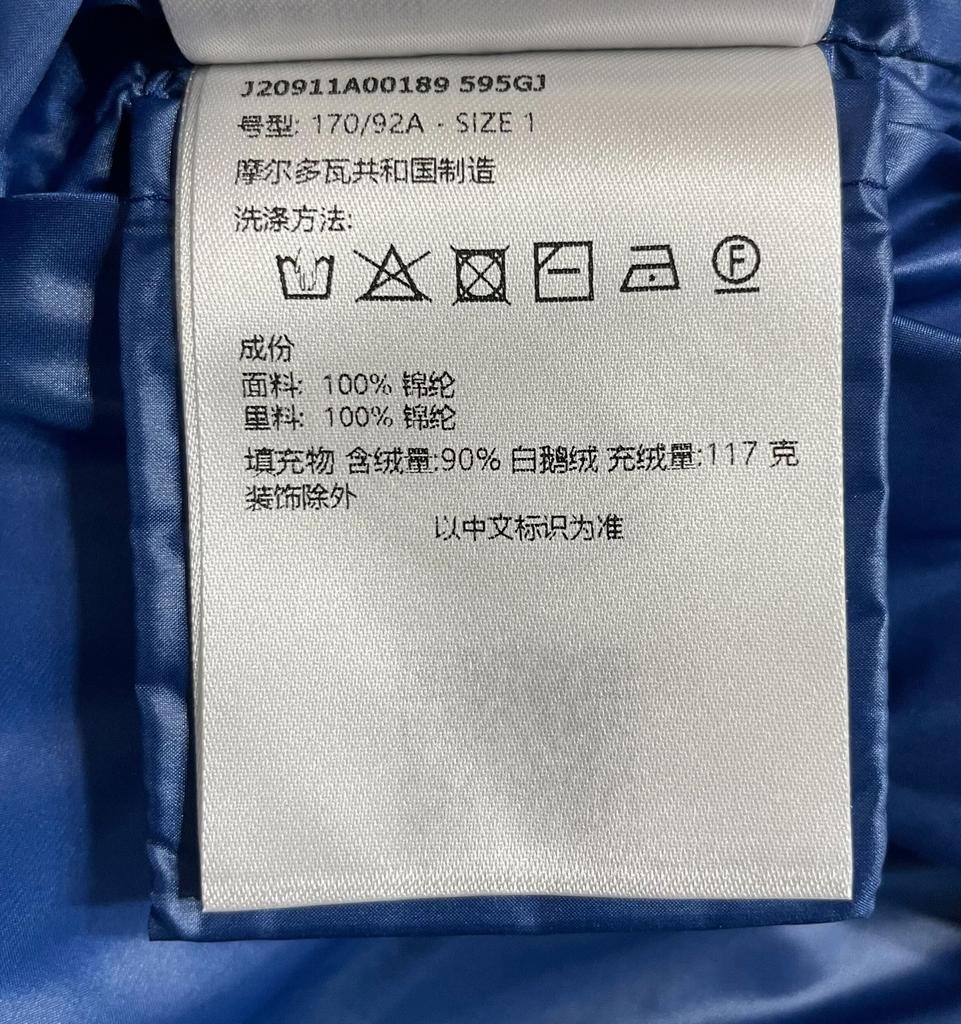 J20911A00189 595GJ
号型: 170/92A - SIZE 1
摩尔多瓦共和国制造
洗涤方法:
F
成份
面料: 100% 锦纶
里料: 100% 锦纶
填充物 含绒量:90% 白鹅绒 充绒量:117 克
装饰除外
以中文标识为准